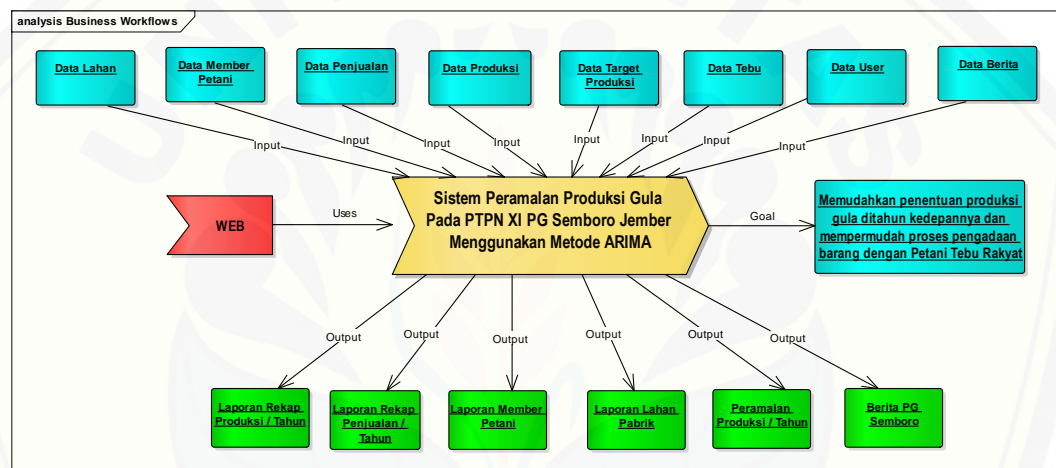 analysis Business Workflows
Data Lahan
Data Member
Petani
Data Penjualan
Data Produksi
Data Target
Produksi
Data Tebu
Data User
Data Berita
Input
Input
Input
Input
Input
Input
Input
Input
WEB
Uses
Sistem Peramalan Produksi Gula
Pada PTPN XI PG Semboro Jember
Menggunakan Metode ARIMA
Goal
Memudahkan penentuan produksi
gula ditahun kedepannya dan
mempermudah proses pengadaan
barang dengan Petani Tebu Rakyat
Output
Output
Output
Output
Output
Output
Laporan Rekap
Produksi / Tahun
Laporan Rekap
Penjualan /
Tahun
Laporan Member
Petani
Laporan Lahan
Pabrik
Peramalan
Produksi / Tahun
Berita PG
Semboro